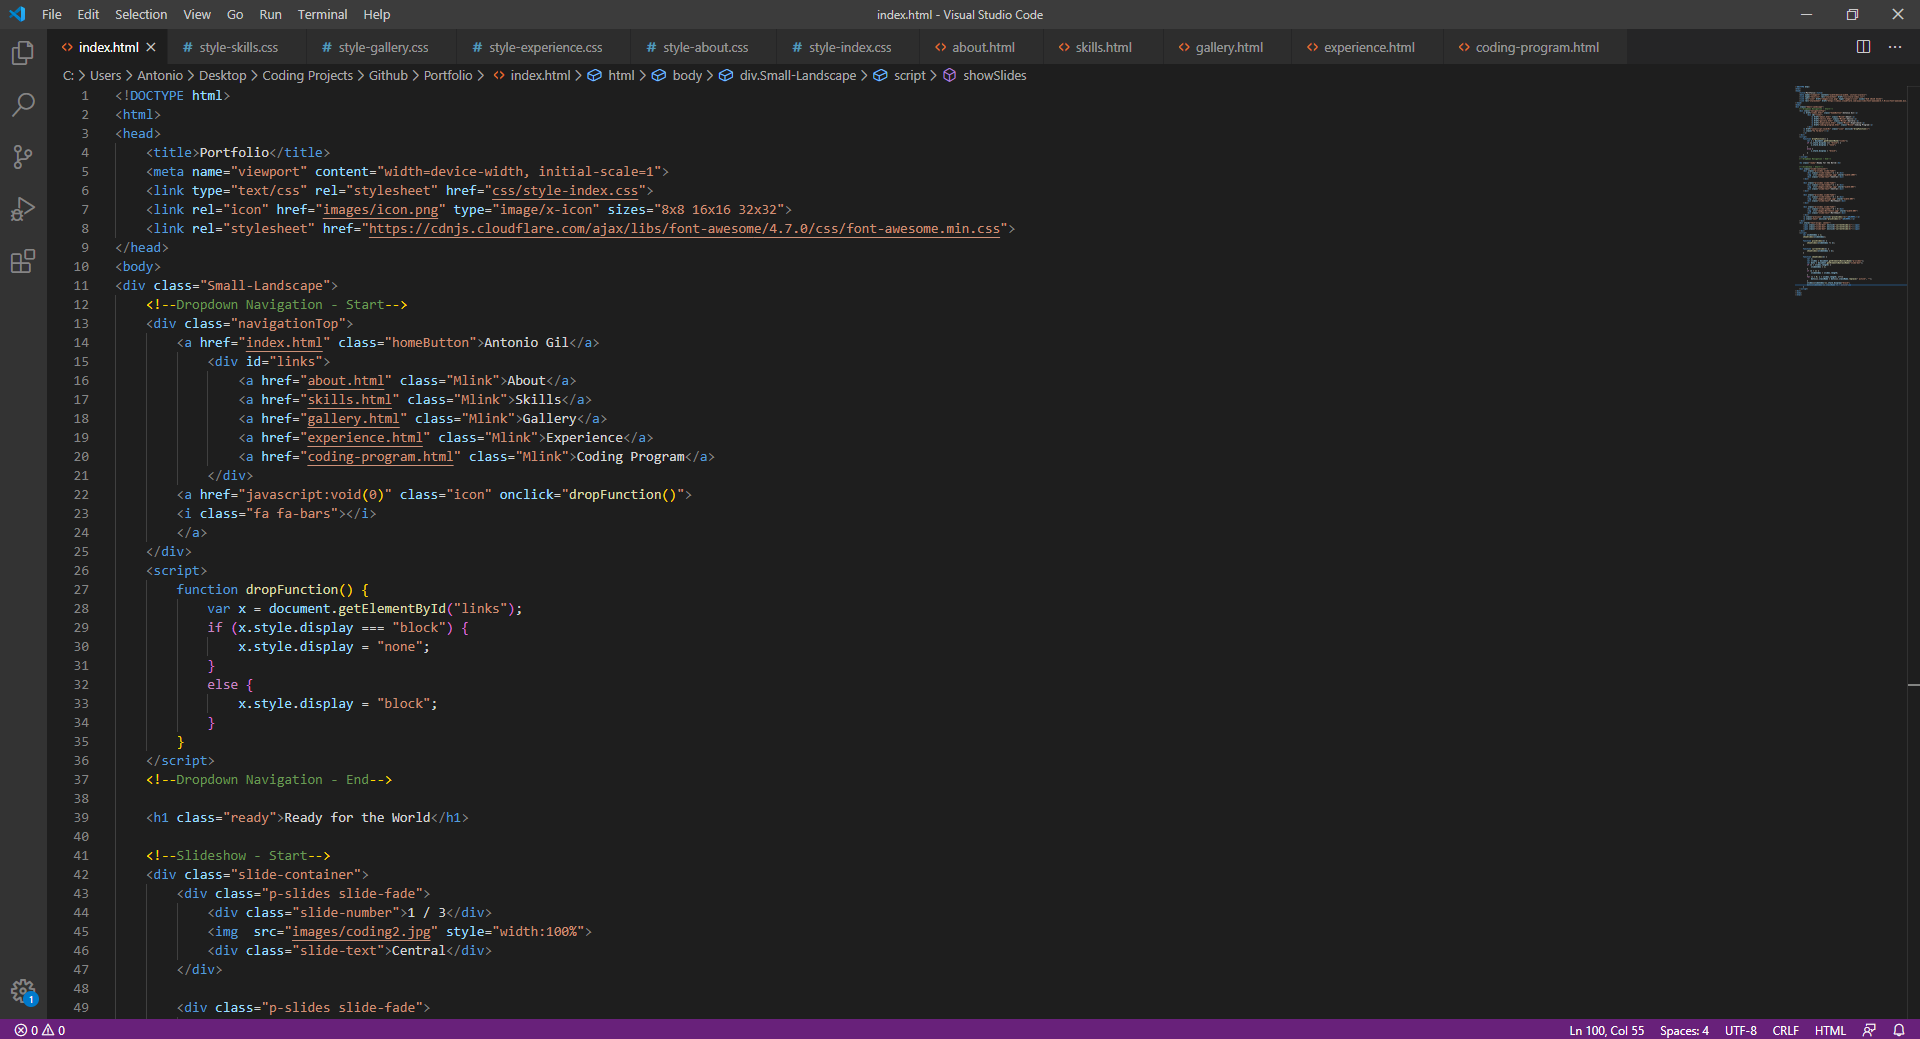 File Edit Selection View Go Run Terminal Help index.html - Visual Studio Code
index.html style-skills.css style-gallery.css style-experience.css style-about.css style-index.css about.html skills.html gallery.html experience.html coding-program.html
C: > Users > Antonio > Desktop > Coding Projects > Github > Portfolio > index.html > html > body > div.Small-Landscape > script > showSlides
1 <!DOCTYPE html>
2 <html>
3 <head>
4 <title>Portfolio</title>
5 <meta name="viewport" content="width=device-width, initial-scale=1">
6 <link type="text/css" rel="stylesheet" href="css/style-index.css">
7 <link rel="icon" href="images/icon.png" type="image/x-icon" sizes="8x8 16x16 32x32">
8 <link rel="stylesheet" href="https://cdnjs.cloudflare.com/ajax/libs/font-awesome/4.7.0/css/font-awesome.min.css">
9 </head>
10 <body>
11 <div class="Small-Landscape">
12 <!--Dropdown Navigation - Start-->
13 <div class="navigationTop">
14 <a href="index.html" class="homeButton">Antonio Gil</a>
15 <div id="links">
16 <a href="about.html" class="Mlink">About</a>
17 <a href="skills.html" class="Mlink">Skills</a>
18 <a href="gallery.html" class="Mlink">Gallery</a>
19 <a href="experience.html" class="Mlink">Experience</a>
20 <a href="coding-program.html" class="Mlink">Coding Program</a>
21 </div>
22 <a href="javascript:void(0)" class="icon" onclick="dropFunction()">
23 <i class="fa fa-bars"></i>
24 </a>
25 </div>
26 <script>
27 function dropFunction() {
28 var x = document.getElementById("links");
29 if (x.style.display === "block") {
30 x.style.display = "none";
31 }
32 else {
33 x.style.display = "block";
34 }
35 }
36 </script>
37 <!--Dropdown Navigation - End-->
38
39 <h1 class="ready">Ready for the World</h1>
40
41 <!--Slideshow - Start-->
42 <div class="slide-container">
43 <div class="p-slides slide-fade">
44 <div class="slide-number">1 / 3</div>
45 <img  src="images/coding2.jpg" style="width:100%">
46 <div class="slide-text">Central</div>
47 </div>
48
49 <div class="p-slides slide-fade">
1
0 0 Ln 100, Col 55 Spaces: 4 UTF-8 CRLF HTML